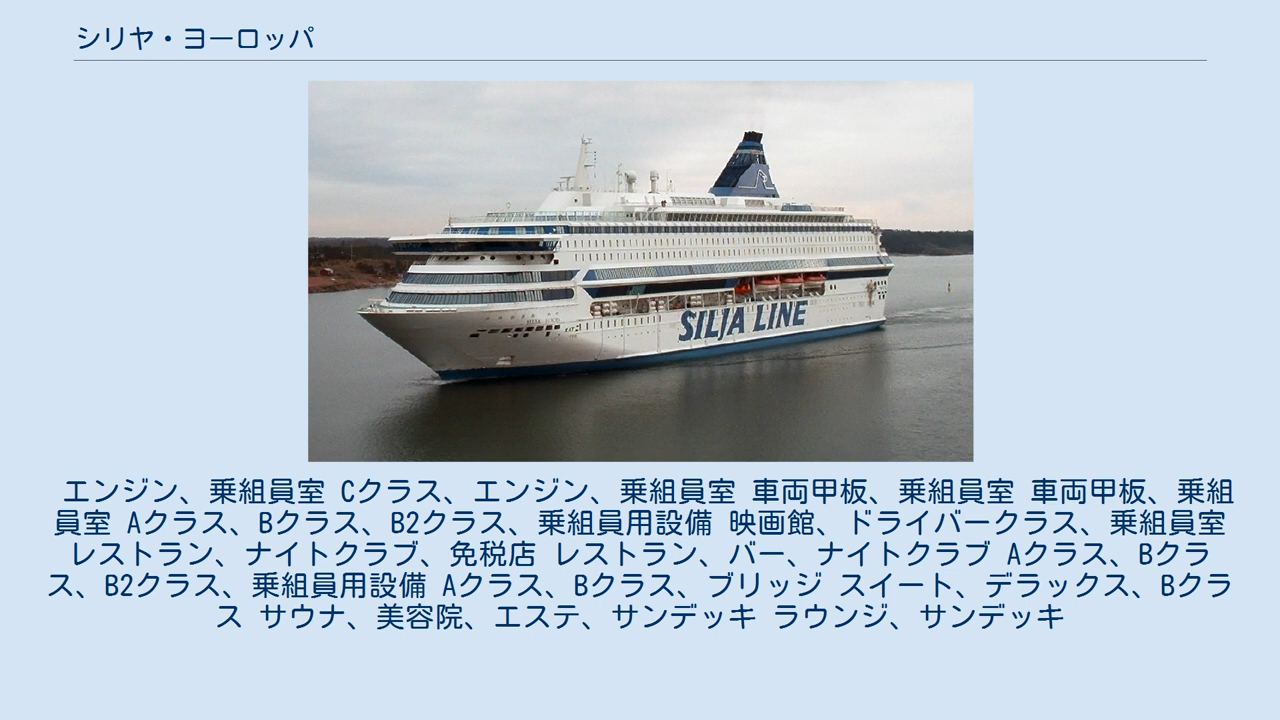 シリヤ・ヨーロッパ
SILJA LINE
エンジン、乗組員室 Cクラス、エンジン、乗組員室 車両甲板、乗組員室 車両甲板、乗組
員室 Aクラス、Bクラス、B2クラス、乗組員用設備 映画館、ドライバークラス、乗組員室
レストラン、ナイトクラブ、免税店 レストラン、バー、ナイトクラブ Aクラス、Bクラ
ス、B2クラス、乗組員用設備 Aクラス、Bクラス、ブリッジ スイート、デラックス、Bクラ
ス サウナ、美容院、エステ、サンデッキ ラウンジ、サンデッキ